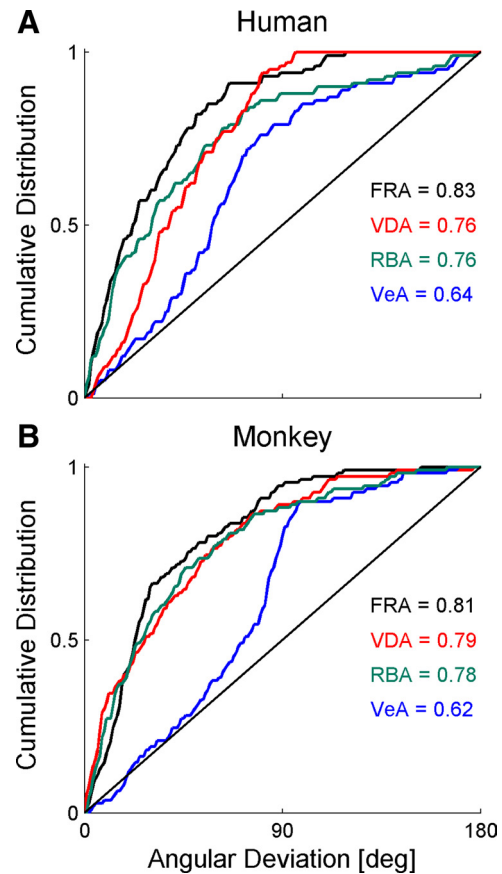 A
Human
1
0.5
0
Cumulative Distribution
FRA = 0.83
VDA = 0.76
RBA = 0.76
VeA = 0.64
B
Monkey
1
0.5
0
Cumulative Distribution
FRA = 0.81
VDA = 0.79
RBA = 0.78
VeA = 0.62
0
90
180
Angular Deviation [deg]